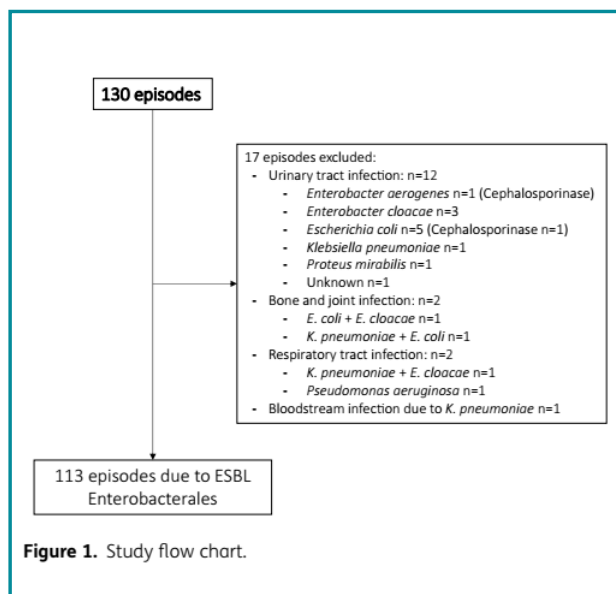 130 episodes
17 episodes excluded:
- Urinary tract infection: n=12
- Enterobacter aerogenes n=1 (Cephalosporinase)
- Enterobacter cloacae n=3
- Escherichia coli n=5 (Cephalosporinase n=1)
- Klebsiella pneumoniae n=1
- Proteus mirabilis n=1
- Unknown n=1
- Bone and joint infection: n=2
- E. coli + E. cloacae n=1
- K. pneumoniae + E. coli n=1
- Respiratory tract infection: n=2
- K. pneumoniae + E. cloacae n=1
- Pseudomonas aeruginosa n=1
- Bloodstream infection due to K. pneumoniae n=1
113 episodes due to ESBL
Enterobacterales
Figure 1. Study flow chart.